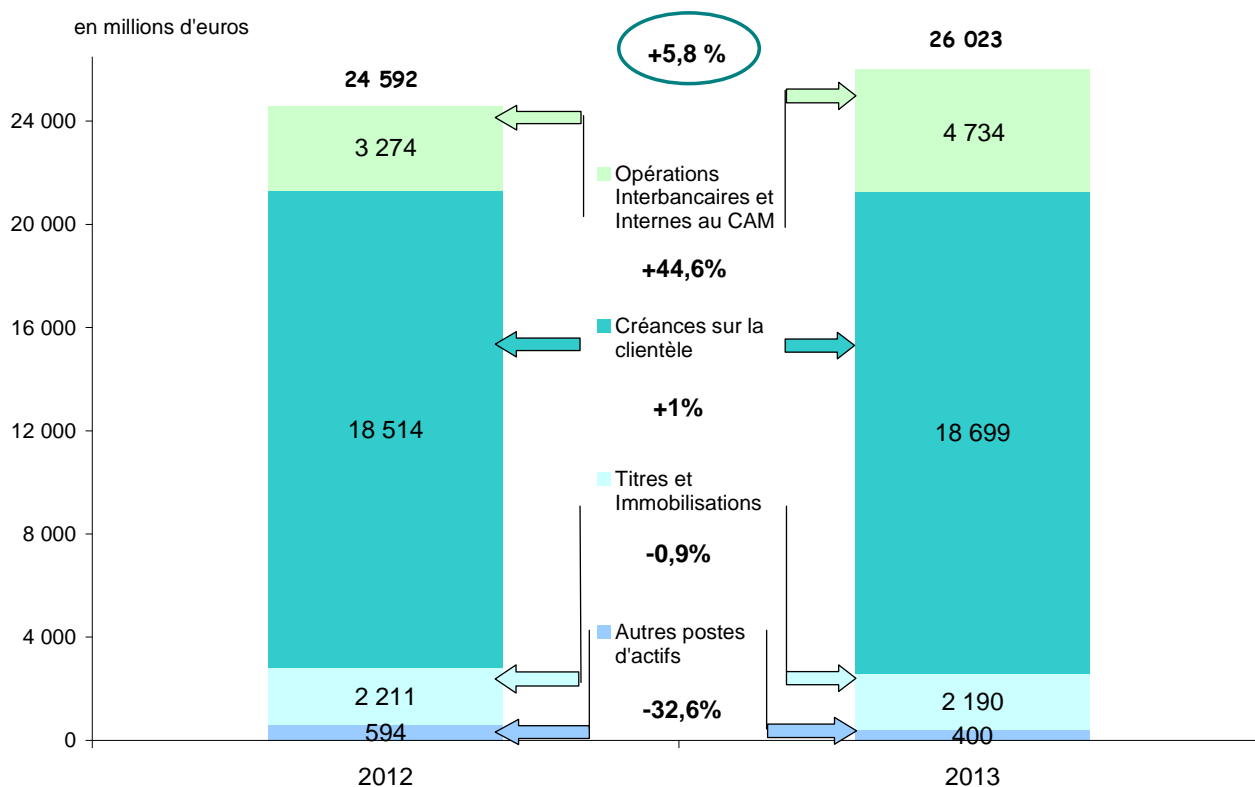 en millions d'euros
+5,8 %
24 592
26 023
24 000
20 000
16 000
12 000
8 000
4 000
0
3 274
18 514
2 211
594
Opérations
Interbancaires et
Internes au CAM
+44,6%
Créances sur la
clientèle
+1%
Titres et
Immobilisations
-0,9%
Autres postes
d'actifs
-32,6%
4 734
18 699
2 190
400
2012
2013